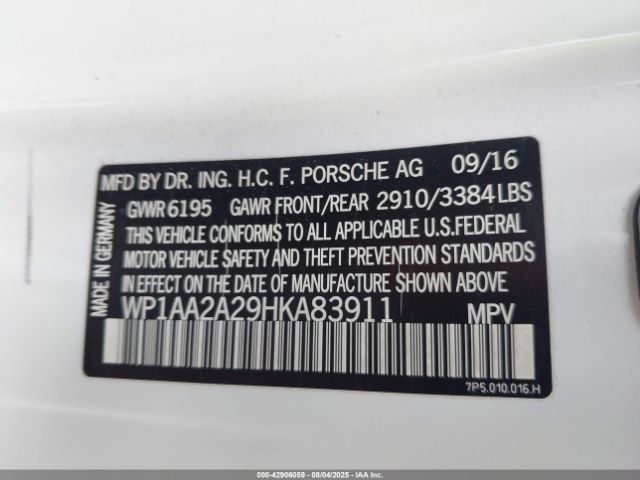 MFD BY DR. ING. H.C. F. PORSCHE AG 09/16
GVWR 6195 GAWR FRONT/REAR 2910/3384 LBS
THIS VEHICLE CONFORMS TO ALL APPLICABLE U.S.FEDERAL
MOTOR VEHICLE SAFETY AND THEFT PREVENTION STANDARDS
IN EFFECT ON THE DATE OF MANUFACTURE SHOWN ABOVE
WP1AA2A29HKA83911 MPV
MADE IN GERMANY
7P5.010.016.H
000-42906059 - 08/04/2025 - IAA Inc.